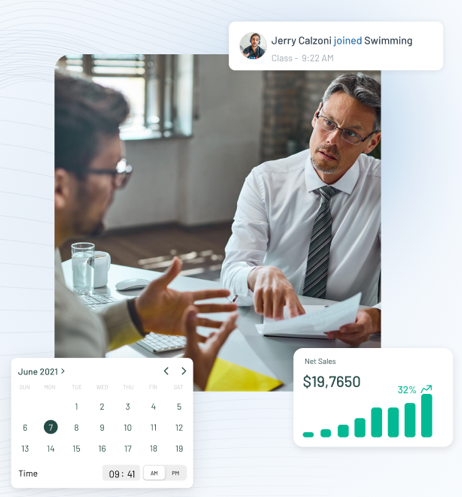 Jerry Calzoni joined Swimming
Class - 9:22 AM
Net Sales
$19,7650
32%
June 2021
SUN MON TUE WED THU FRI SAT
1 2 3 4 5
6 7 8 9 10 11 12
13 14 15 16 17 18 19
Time 09: 41 AM PM